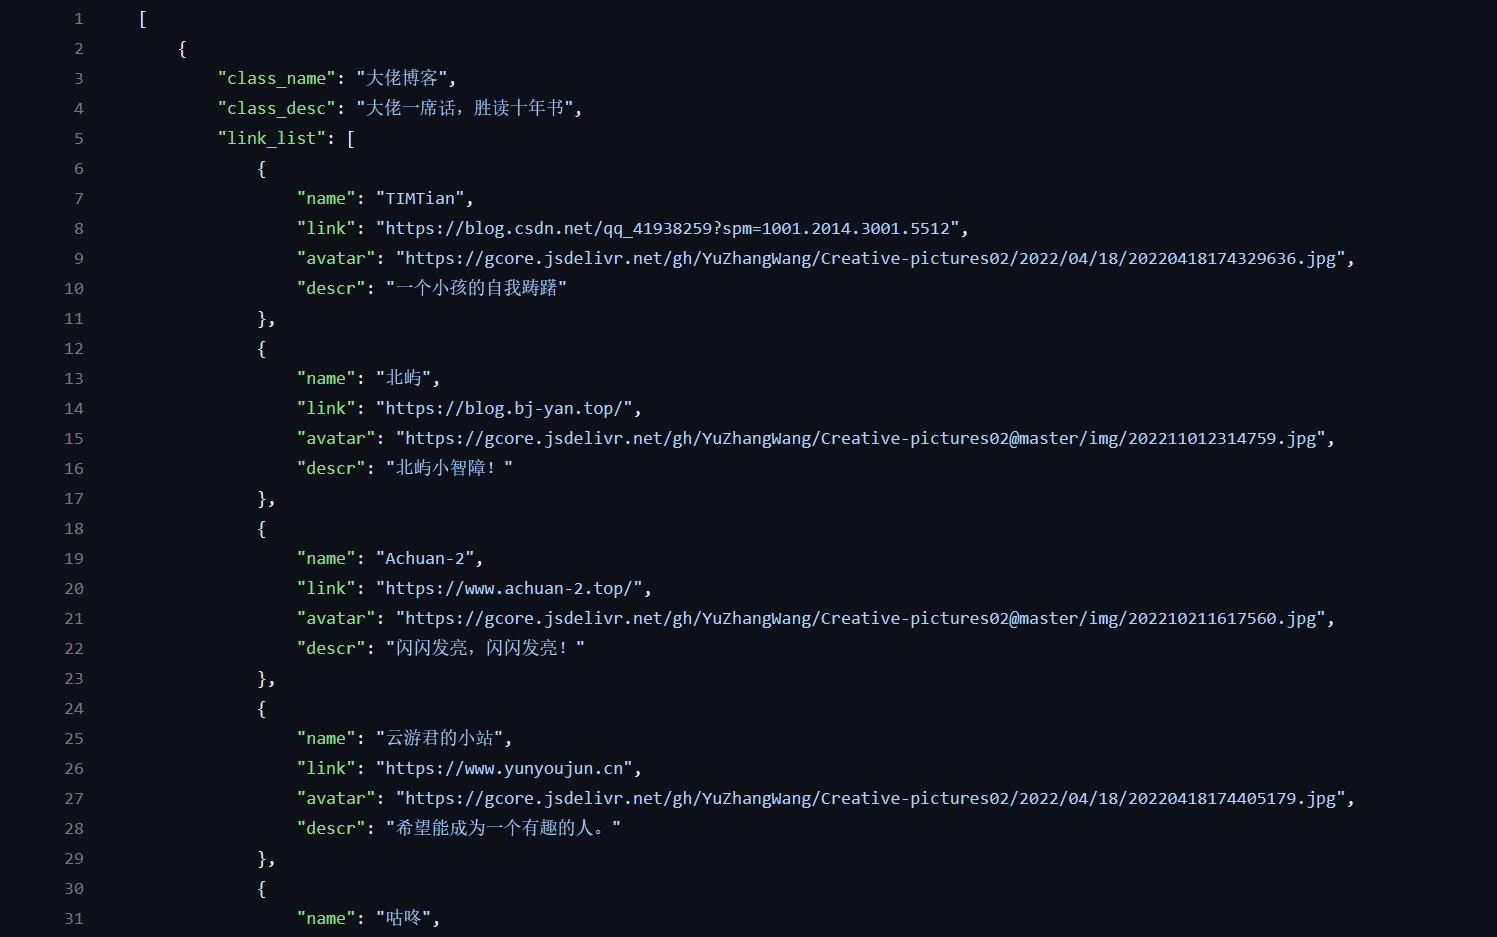 1 [
2 {
3 "class_name": "大佬博客",
4 "class_desc": "大佬一席话，胜读十年书",
5 "link_list": [
6 {
7 "name": "TIMTian",
8 "link": "https://blog.csdn.net/qq_41938259?spm=1001.2014.3001.5512",
9 "avatar": "https://gcore.jsdelivr.net/gh/YuZhangWang/Creative-pictures02/2022/04/18/20220418174329636.jpg",
10 "descr": "一个小孩的自我踌躇"
11 },
12 {
13 "name": "北屿",
14 "link": "https://blog.bj-yan.top/",
15 "avatar": "https://gcore.jsdelivr.net/gh/YuZhangWang/Creative-pictures02@master/img/202211012314759.jpg",
16 "descr": "北屿小智障！"
17 },
18 {
19 "name": "Achuan-2",
20 "link": "https://www.achuan-2.top/",
21 "avatar": "https://gcore.jsdelivr.net/gh/YuZhangWang/Creative-pictures02@master/img/202210211617560.jpg",
22 "descr": "闪闪发亮，闪闪发亮！"
23 },
24 {
25 "name": "云游君的小站",
26 "link": "https://www.yunyoujun.cn",
27 "avatar": "https://gcore.jsdelivr.net/gh/YuZhangWang/Creative-pictures02/2022/04/18/20220418174405179.jpg",
28 "descr": "希望能成为一个有趣的人。"
29 },
30 {
31 "name": "咕咚",